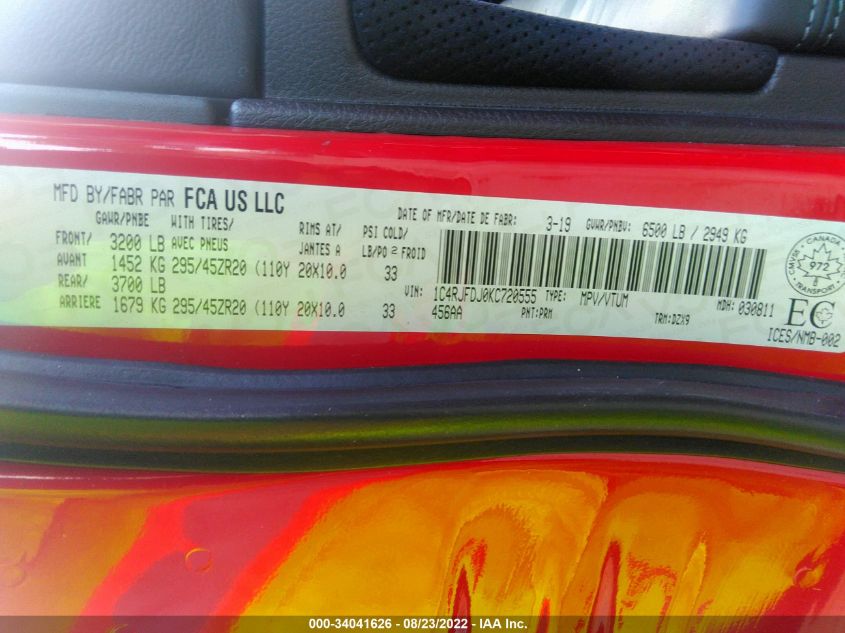 MFD BY/FABR PAR FCA US LLC
DATE OF MFR/DATE DE FABR: 3-19 GVWR/PNBV: 6500 LB / 2949 KG
GAWR/PNBE WITH TIRES/ RIMS AT/ PSI COLD/
FRONT/ 3200 LB AVEC PNEUS JANTES A LB/PO² FROID
AVANT 1452 KG 295/45ZR20 (110Y 20X10.0 33
REAR/ 3700 LB
ARRIERE 1679 KG 295/45ZR20 (110Y 20X10.0 33
VIN: 1C4RJFDJ0KC720555 TYPE: MPV/VTUM MDH: 030811
456AA PNT:PRM TRM:DZX9
CANADA
CMVSR
972
TRANSPORT
EC
ICES/NMB-002
000-34041626 - 08/23/2022 - IAA Inc.